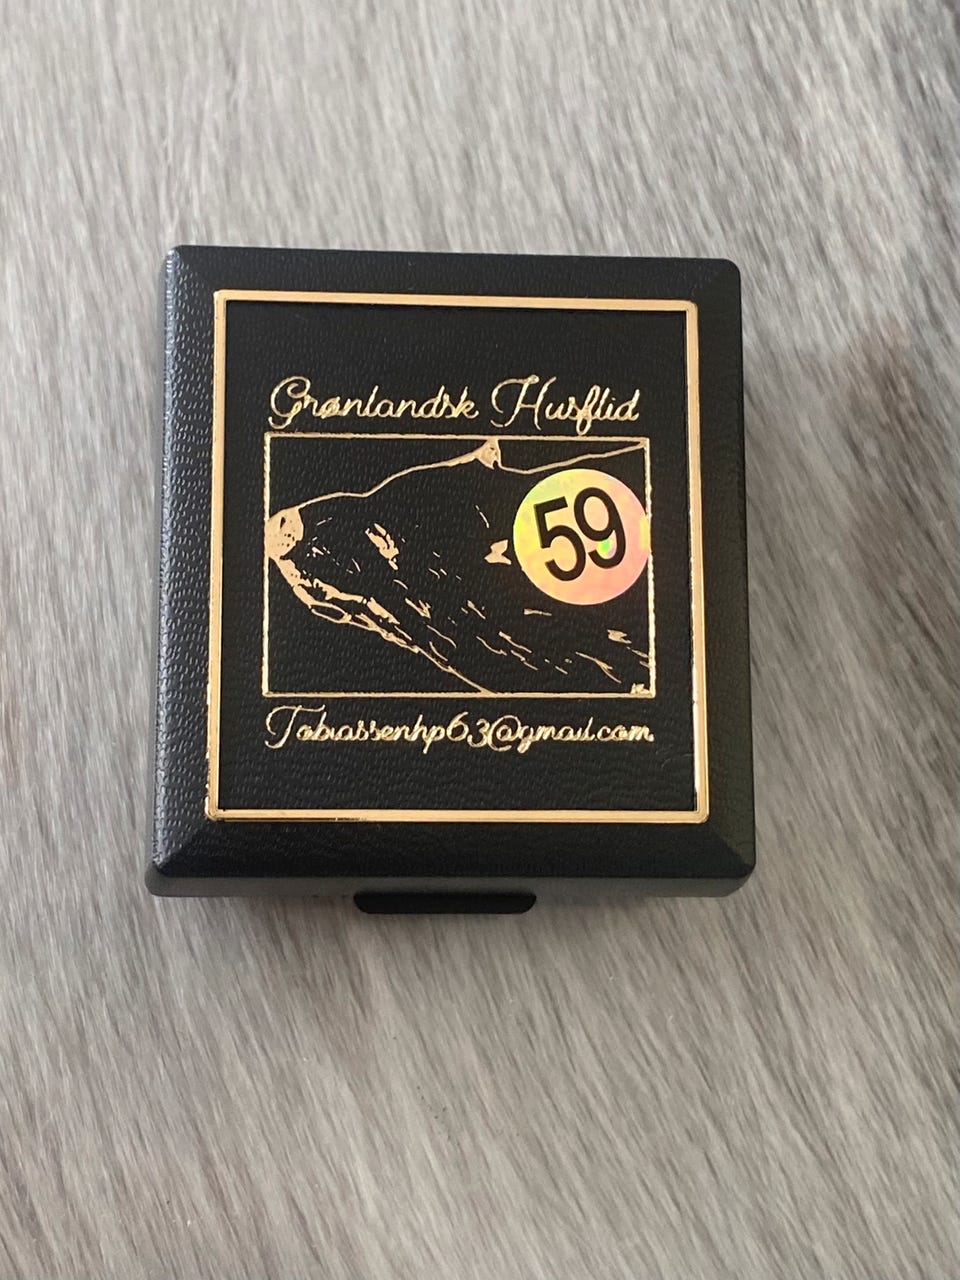 Grønlandsk Husflid
59
Tobiassenhp63@gmail.com